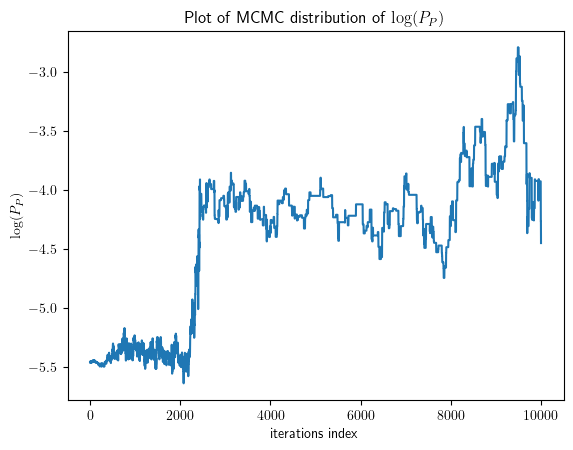 Plot of MCMC distribution of log(P_P)
log(P_P)
−3.0
−3.5
−4.0
−4.5
−5.0
−5.5
0 2000 4000 6000 8000 10000
iterations index